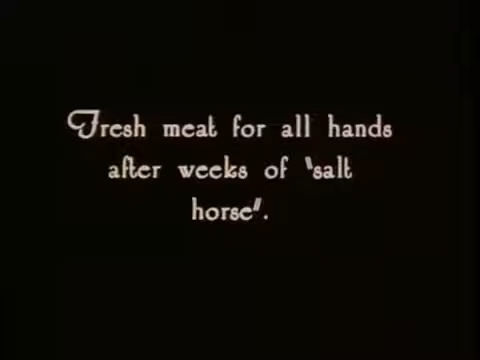 Fresh meat for all hands
after weeks of "salt
horse".